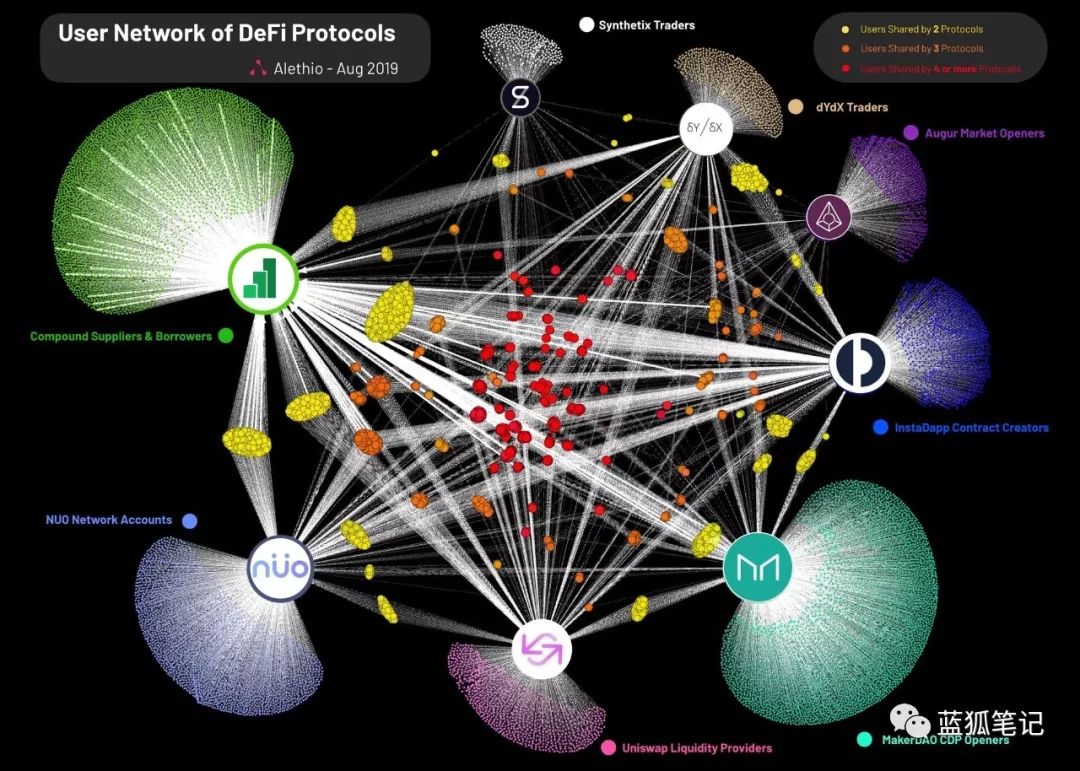 User Network of DeFi Protocols
Alethio - Aug 2019
Synthetix Traders
Users Shared by 2 Protocols
Users Shared by 3 Protocols
Users Shared by 4 or more Protocols
dYdX Traders
δY/δX
Augur Market Openers
Compound Suppliers & Borrowers
InstaDapp Contract Creators
NUO Network Accounts
nüo
Uniswap Liquidity Providers
MakerDAO CDP Openers
蓝狐笔记